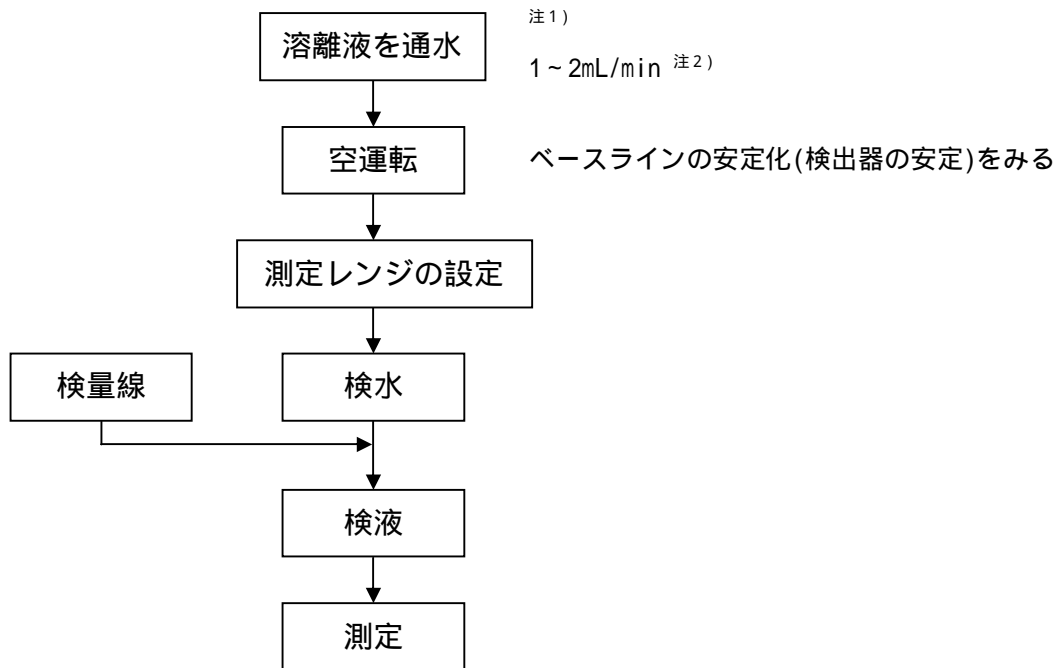 注1)
溶離液を通水
1~2mL/min 注2)
空運転
ベースラインの安定化(検出器の安定)をみる
測定レンジの設定
検量線
検水
検液
測定